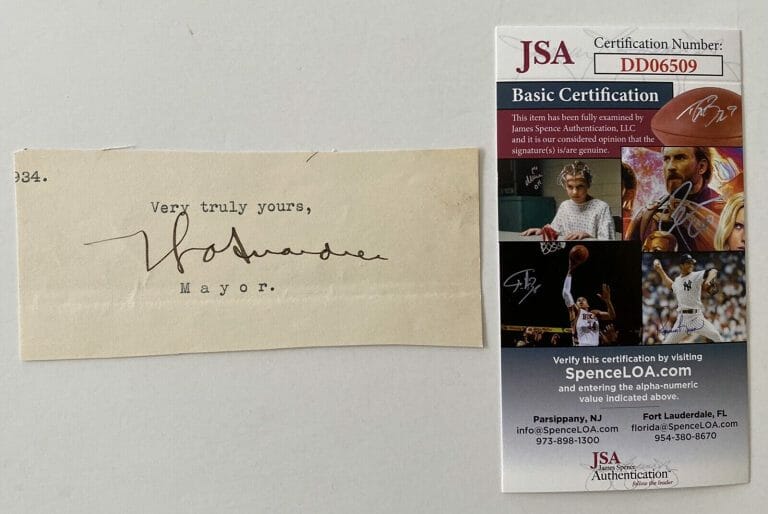 934.
Very truly yours,
Mayor.
JSA
Certification Number:
DD06509
Basic Certification
This item has been fully examined by
James Spence Authentication, LLC
and it is our considered opinion that the
signature(s) is/are genuine.
Verify this certification by visiting
SpenceLOA.com
and entering the alpha-numeric
value indicated above.
Parsippany, NJ
info@SpenceLOA.com
973-898-1300
Fort Lauderdale, FL
florida@SpenceLOA.com
954-380-8670
JSA
James Spence
Authentication
follow the leader